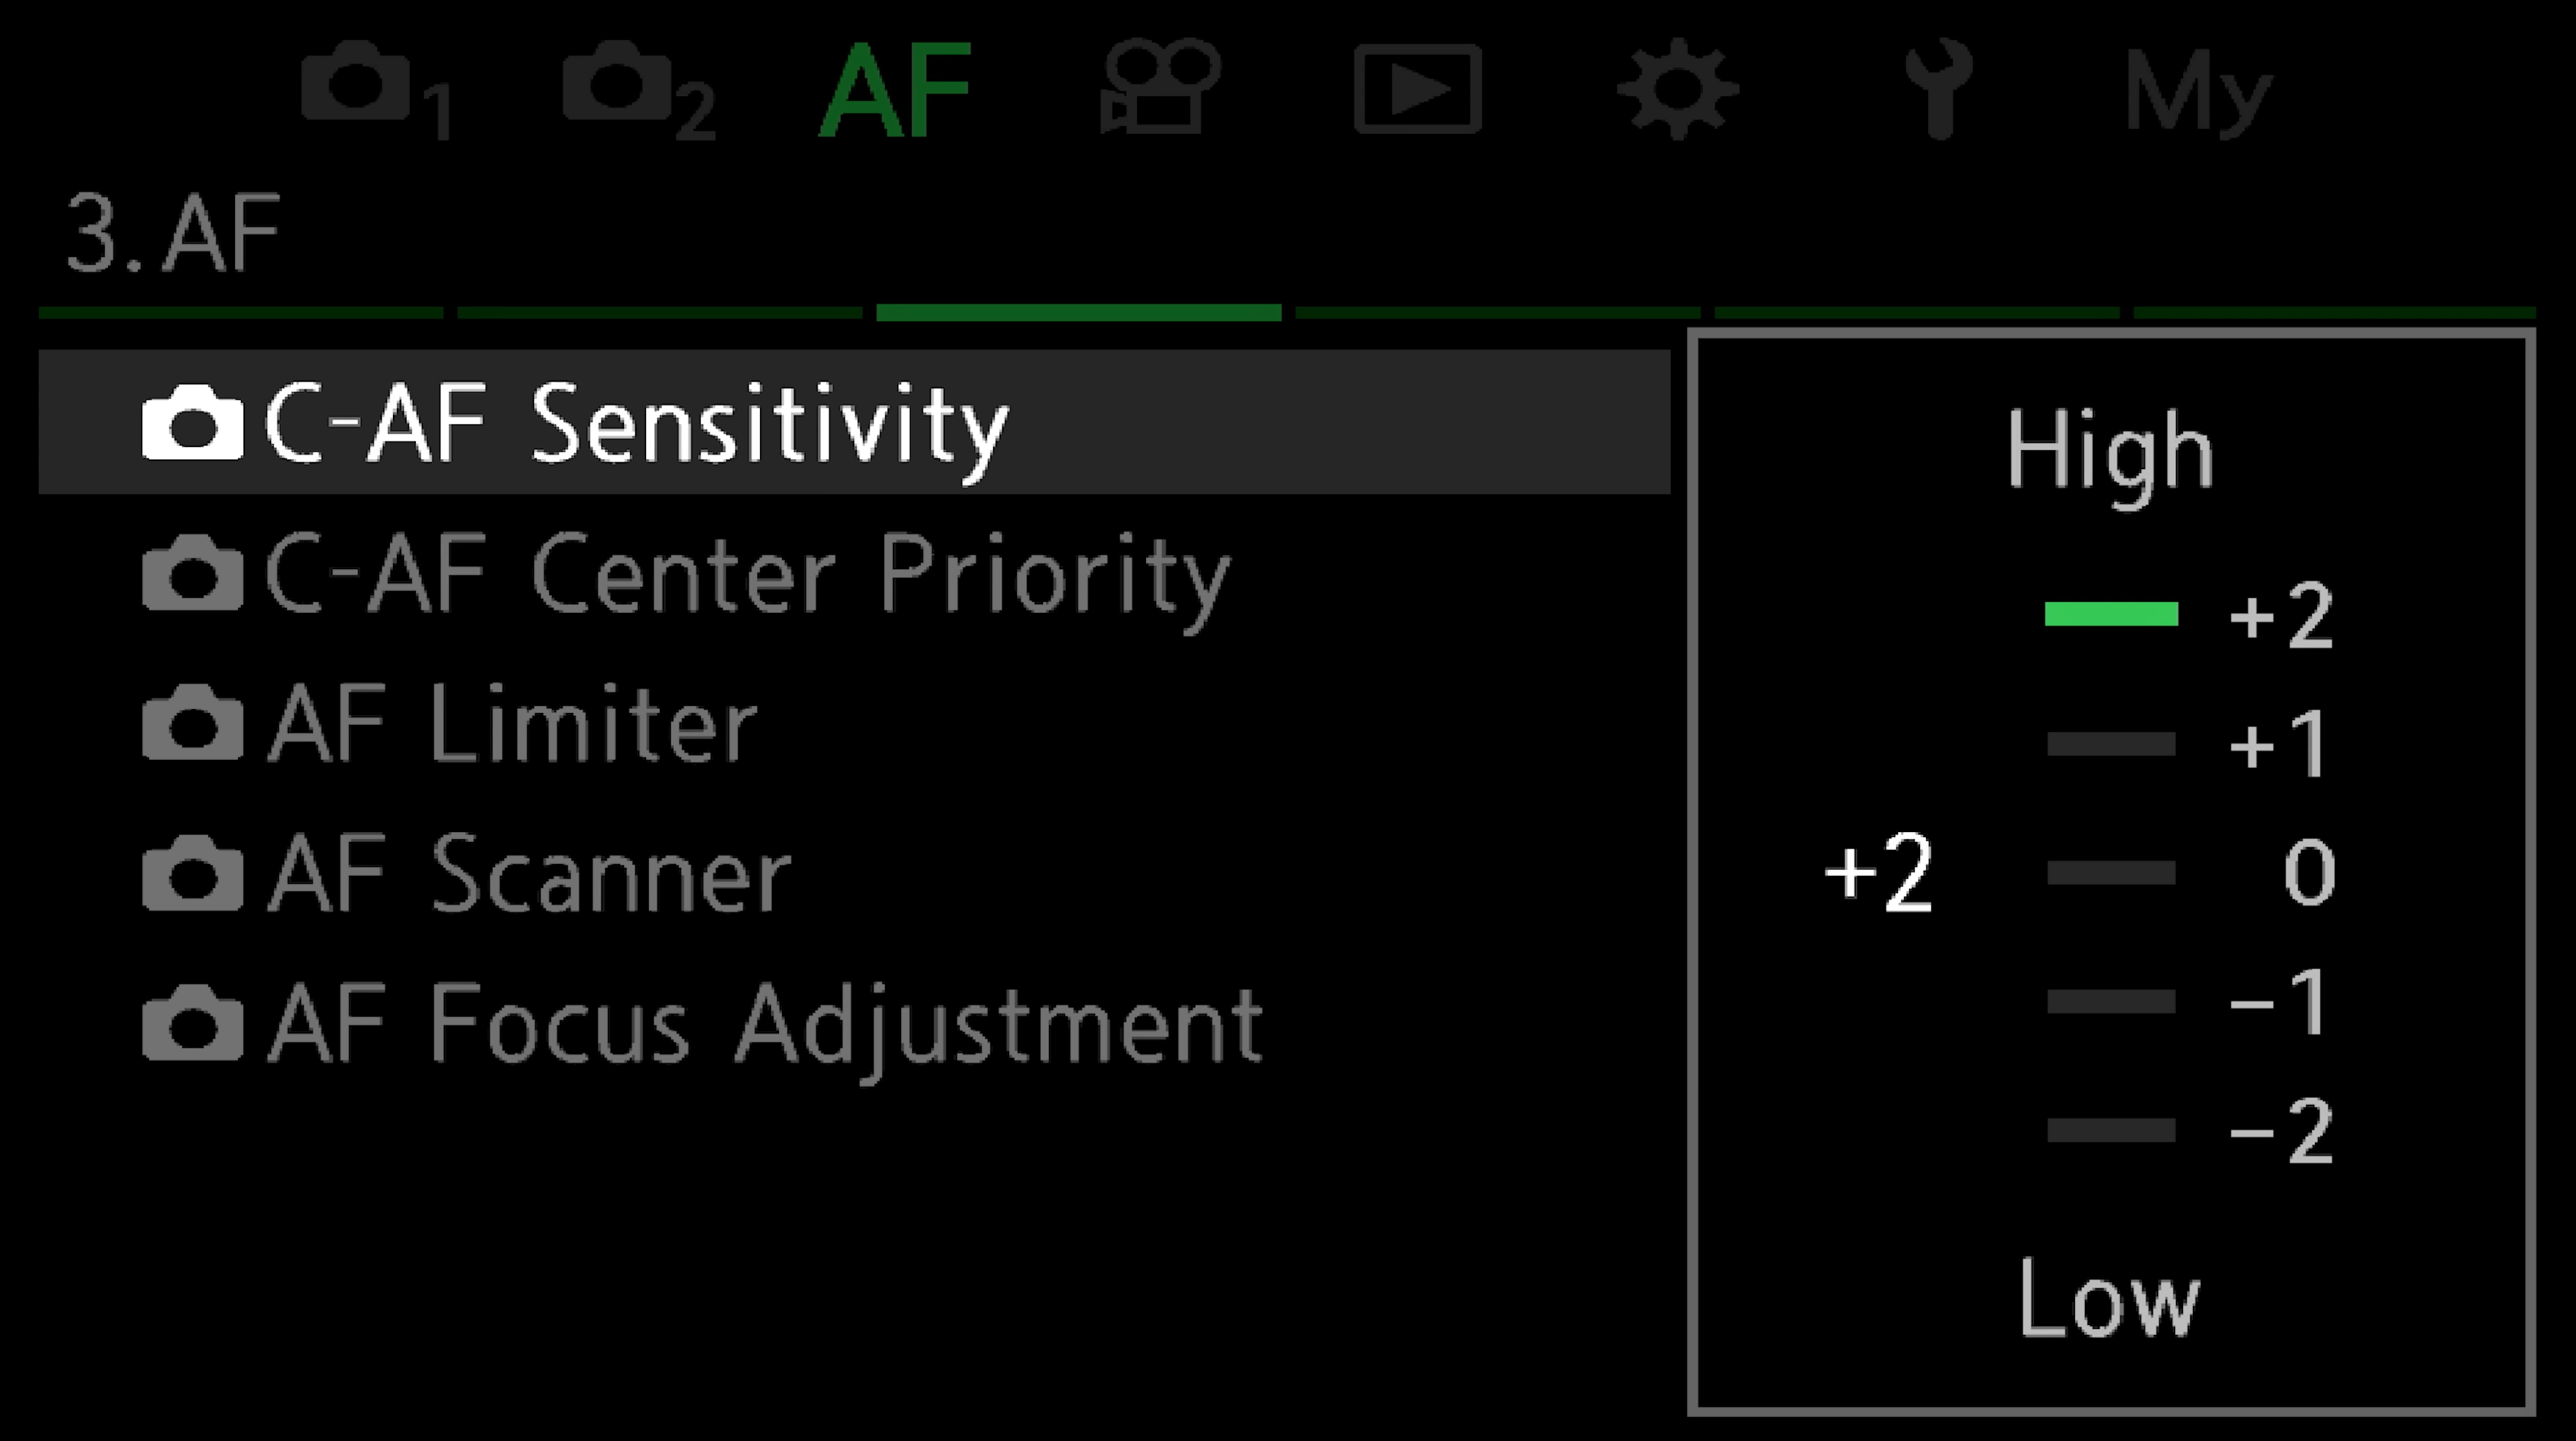 1 2 AF My
3. AF
C-AF Sensitivity
C-AF Center Priority
AF Limiter
AF Scanner
AF Focus Adjustment
High
+2
+1
+2 0
−1
−2
Low